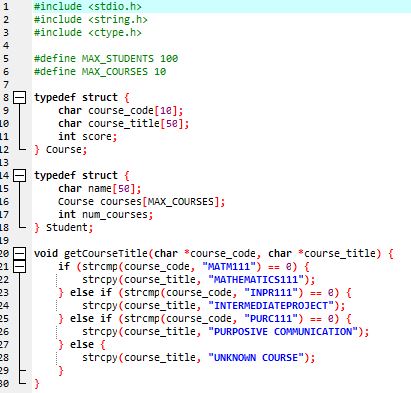 1 #include <stdio.h>
2 #include <string.h>
3 #include <ctype.h>
4
5 #define MAX_STUDENTS 100
6 #define MAX_COURSES 10
7
8 typedef struct {
9 char course_code[10];
10 char course_title[50];
11 int score;
12 } Course;
13
14 typedef struct {
15 char name[50];
16 Course courses[MAX_COURSES];
17 int num_courses;
18 } Student;
19
20 void getCourseTitle(char *course_code, char *course_title) {
21 if (strcmp(course_code, "MATM111") == 0) {
22 strcpy(course_title, "MATHEMATICS111");
23 } else if (strcmp(course_code, "INPR111") == 0) {
24 strcpy(course_title, "INTERMEDIATEPROJECT");
25 } else if (strcmp(course_code, "PURC111") == 0) {
26 strcpy(course_title, "PURPOSIVE COMMUNICATION");
27 } else {
28 strcpy(course_title, "UNKNOWN COURSE");
29 }
30 }